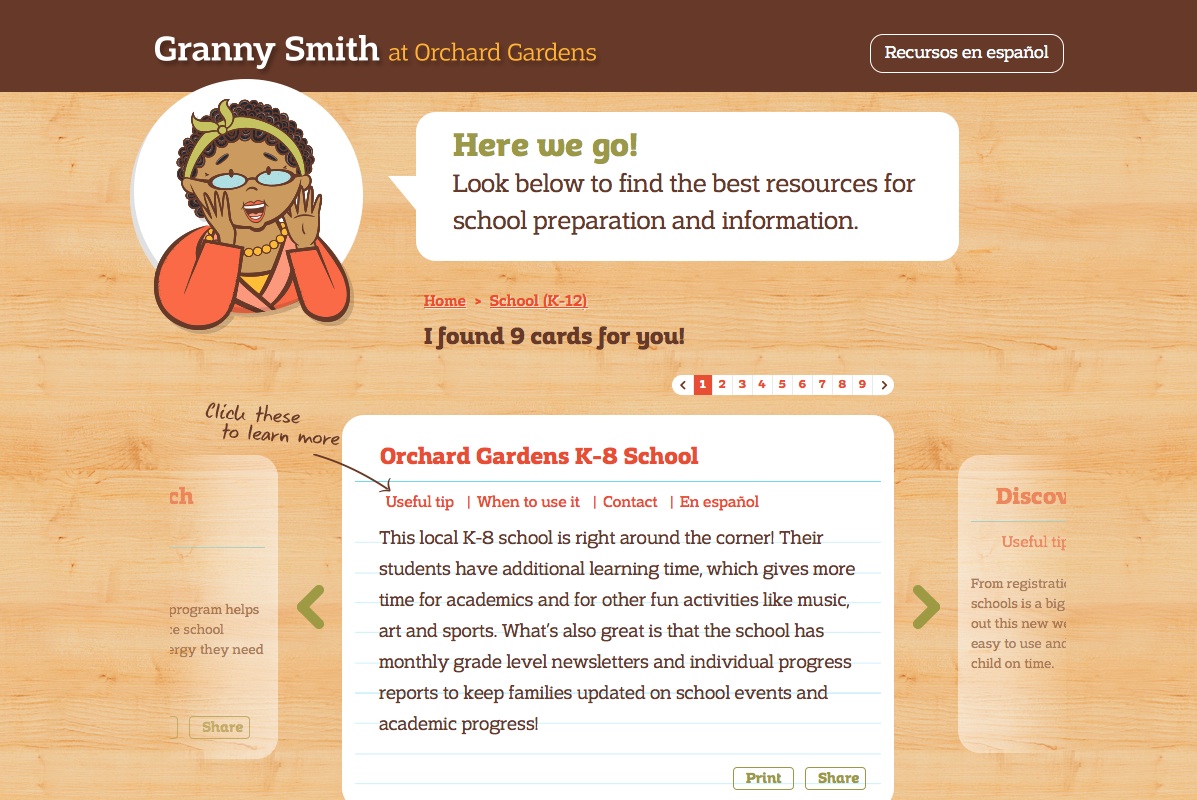 Granny Smith at Orchard Gardens
Recursos en español
Here we go!
Look below to find the best resources for
school preparation and information.
Home > School (K-12)
I found 9 cards for you!
< 1 2 3 4 5 6 7 8 9 >
Click these
to learn more
Orchard Gardens K-8 School
Useful tip | When to use it | Contact | En español
This local K-8 school is right around the corner! Their
students have additional learning time, which gives more
time for academics and for other fun activities like music,
art and sports. What's also great is that the school has
monthly grade level newsletters and individual progress
reports to keep families updated on school events and
academic progress!
Print Share
program helps
school
they need
Share
Useful
From
schools is a big
out this new
easy to use
child on time.